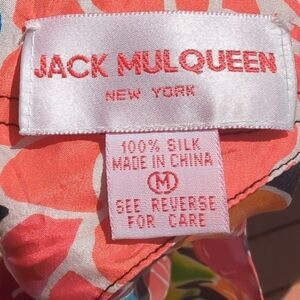 JACK MULQUEEN
NEW YORK
100% SILK
MADE IN CHINA
M
SEE REVERSE
FOR CARE